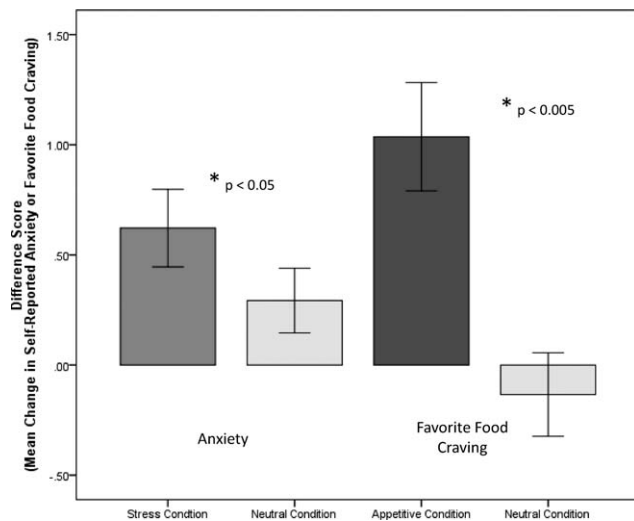 Difference Score
(Mean Change in Self-Reported Anxiety or Favorite Food Craving)
1.50
1.00
.50
.00
-.50
* p < 0.05
* p < 0.005
Anxiety
Favorite Food
Craving
Stress Condtion
Neutral Condition
Appetitive Condition
Neutral Condition